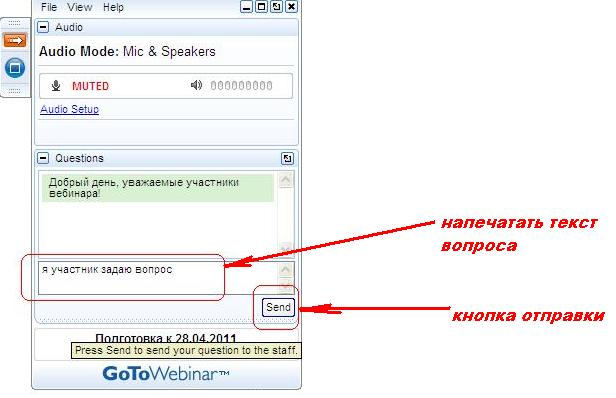 File View Help
Audio
Audio Mode: Mic & Speakers
MUTED
Audio Setup
Questions
Добрый день, уважаемые участники
вебинара!
напечатать текст
вопроса
я участник задаю вопрос
Send
кнопка отправки
Подготовка к 28.04.2011
Press Send to send your question to the staff.
GoToWebinar™